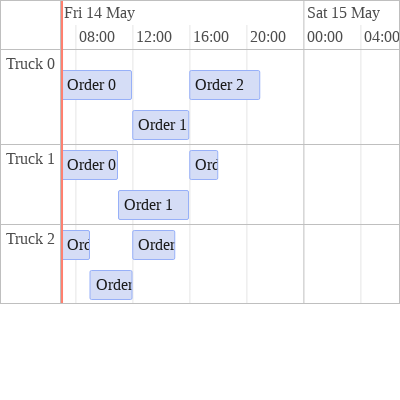 Fri 14 May
Sat 15 May
08:00 12:00 16:00 20:00 00:00 04:00
Truck 0
Order 0
Order 2
Order 1
Truck 1
Order 0
Ord
Order 1
Truck 2
Ord
Order
Order